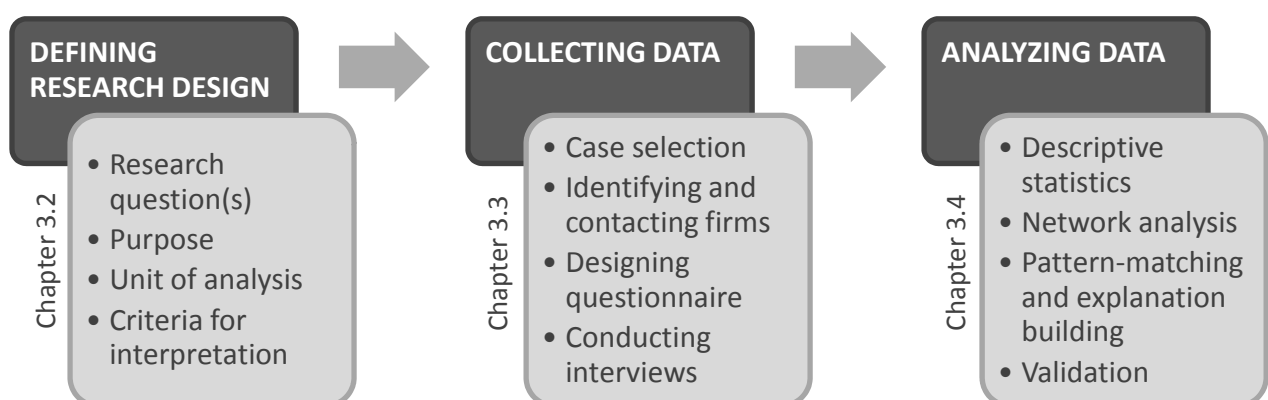 DEFINING
RESEARCH DESIGN
Chapter 3.2
• Research
question(s)
• Purpose
• Unit of analysis
• Criteria for
interpretation
COLLECTING DATA
Chapter 3.3
• Case selection
• Identifying and
contacting firms
• Designing
questionnaire
• Conducting
interviews
ANALYZING DATA
Chapter 3.4
• Descriptive
statistics
• Network analysis
• Pattern-matching
and explanation
building
• Validation